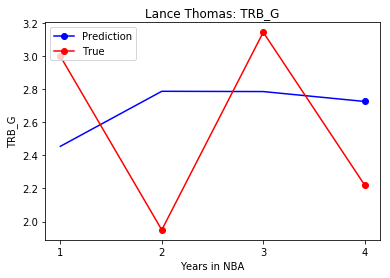 Lance Thomas: TRB_G
Prediction
True
TRB_G
3.2
3.0
2.8
2.6
2.4
2.2
2.0
1
2
3
4
Years in NBA